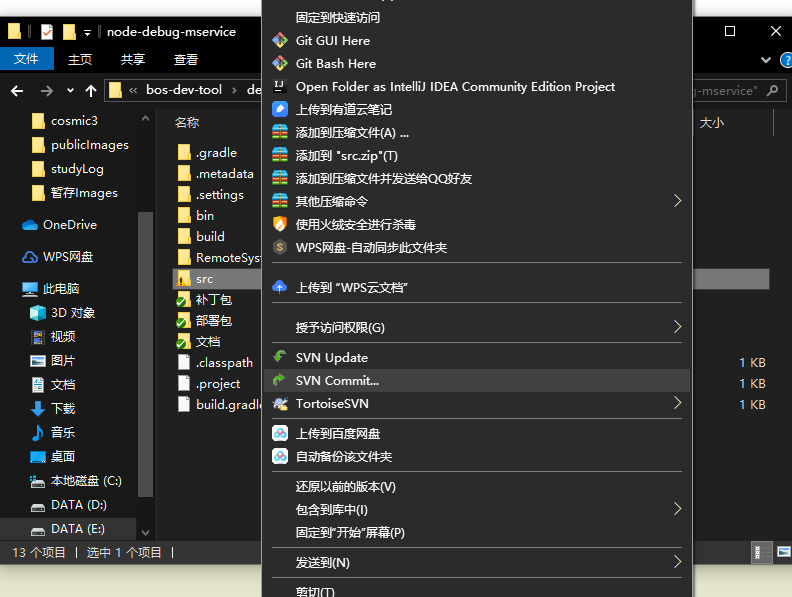 node-debug-mservice
文件
主页
共享
查看
bos-dev-tool
de
g-mservice"
cosmic3
publicImages
studyLog
暂存Images
OneDrive
WPS网盘
此电脑
3D 对象
视频
图片
文档
下载
音乐
桌面
本地磁盘 (C:)
DATA (D:)
DATA (E:)
名称
大小
.gradle
.metadata
.settings
bin
build
RemoteSys
src
补丁包
部署包
文档
.classpath
.project
build.gradle
1 KB
1 KB
1 KB
固定到快速访问
Git GUI Here
Git Bash Here
Open Folder as IntelliJ IDEA Community Edition Project
上传到有道云笔记
添加到压缩文件(A) ...
添加到 "src.zip"(T)
添加到压缩文件并发送给QQ好友
其他压缩命令
使用火绒安全进行杀毒
WPS网盘-自动同步此文件夹
上传到 “WPS云文档”
授予访问权限(G)
SVN Update
SVN Commit...
TortoiseSVN
上传到百度网盘
自动备份该文件夹
还原以前的版本(V)
包含到库中(I)
固定到“开始”屏幕(P)
发送到(N)
剪切(T)
13 个项目
选中 1 个项目